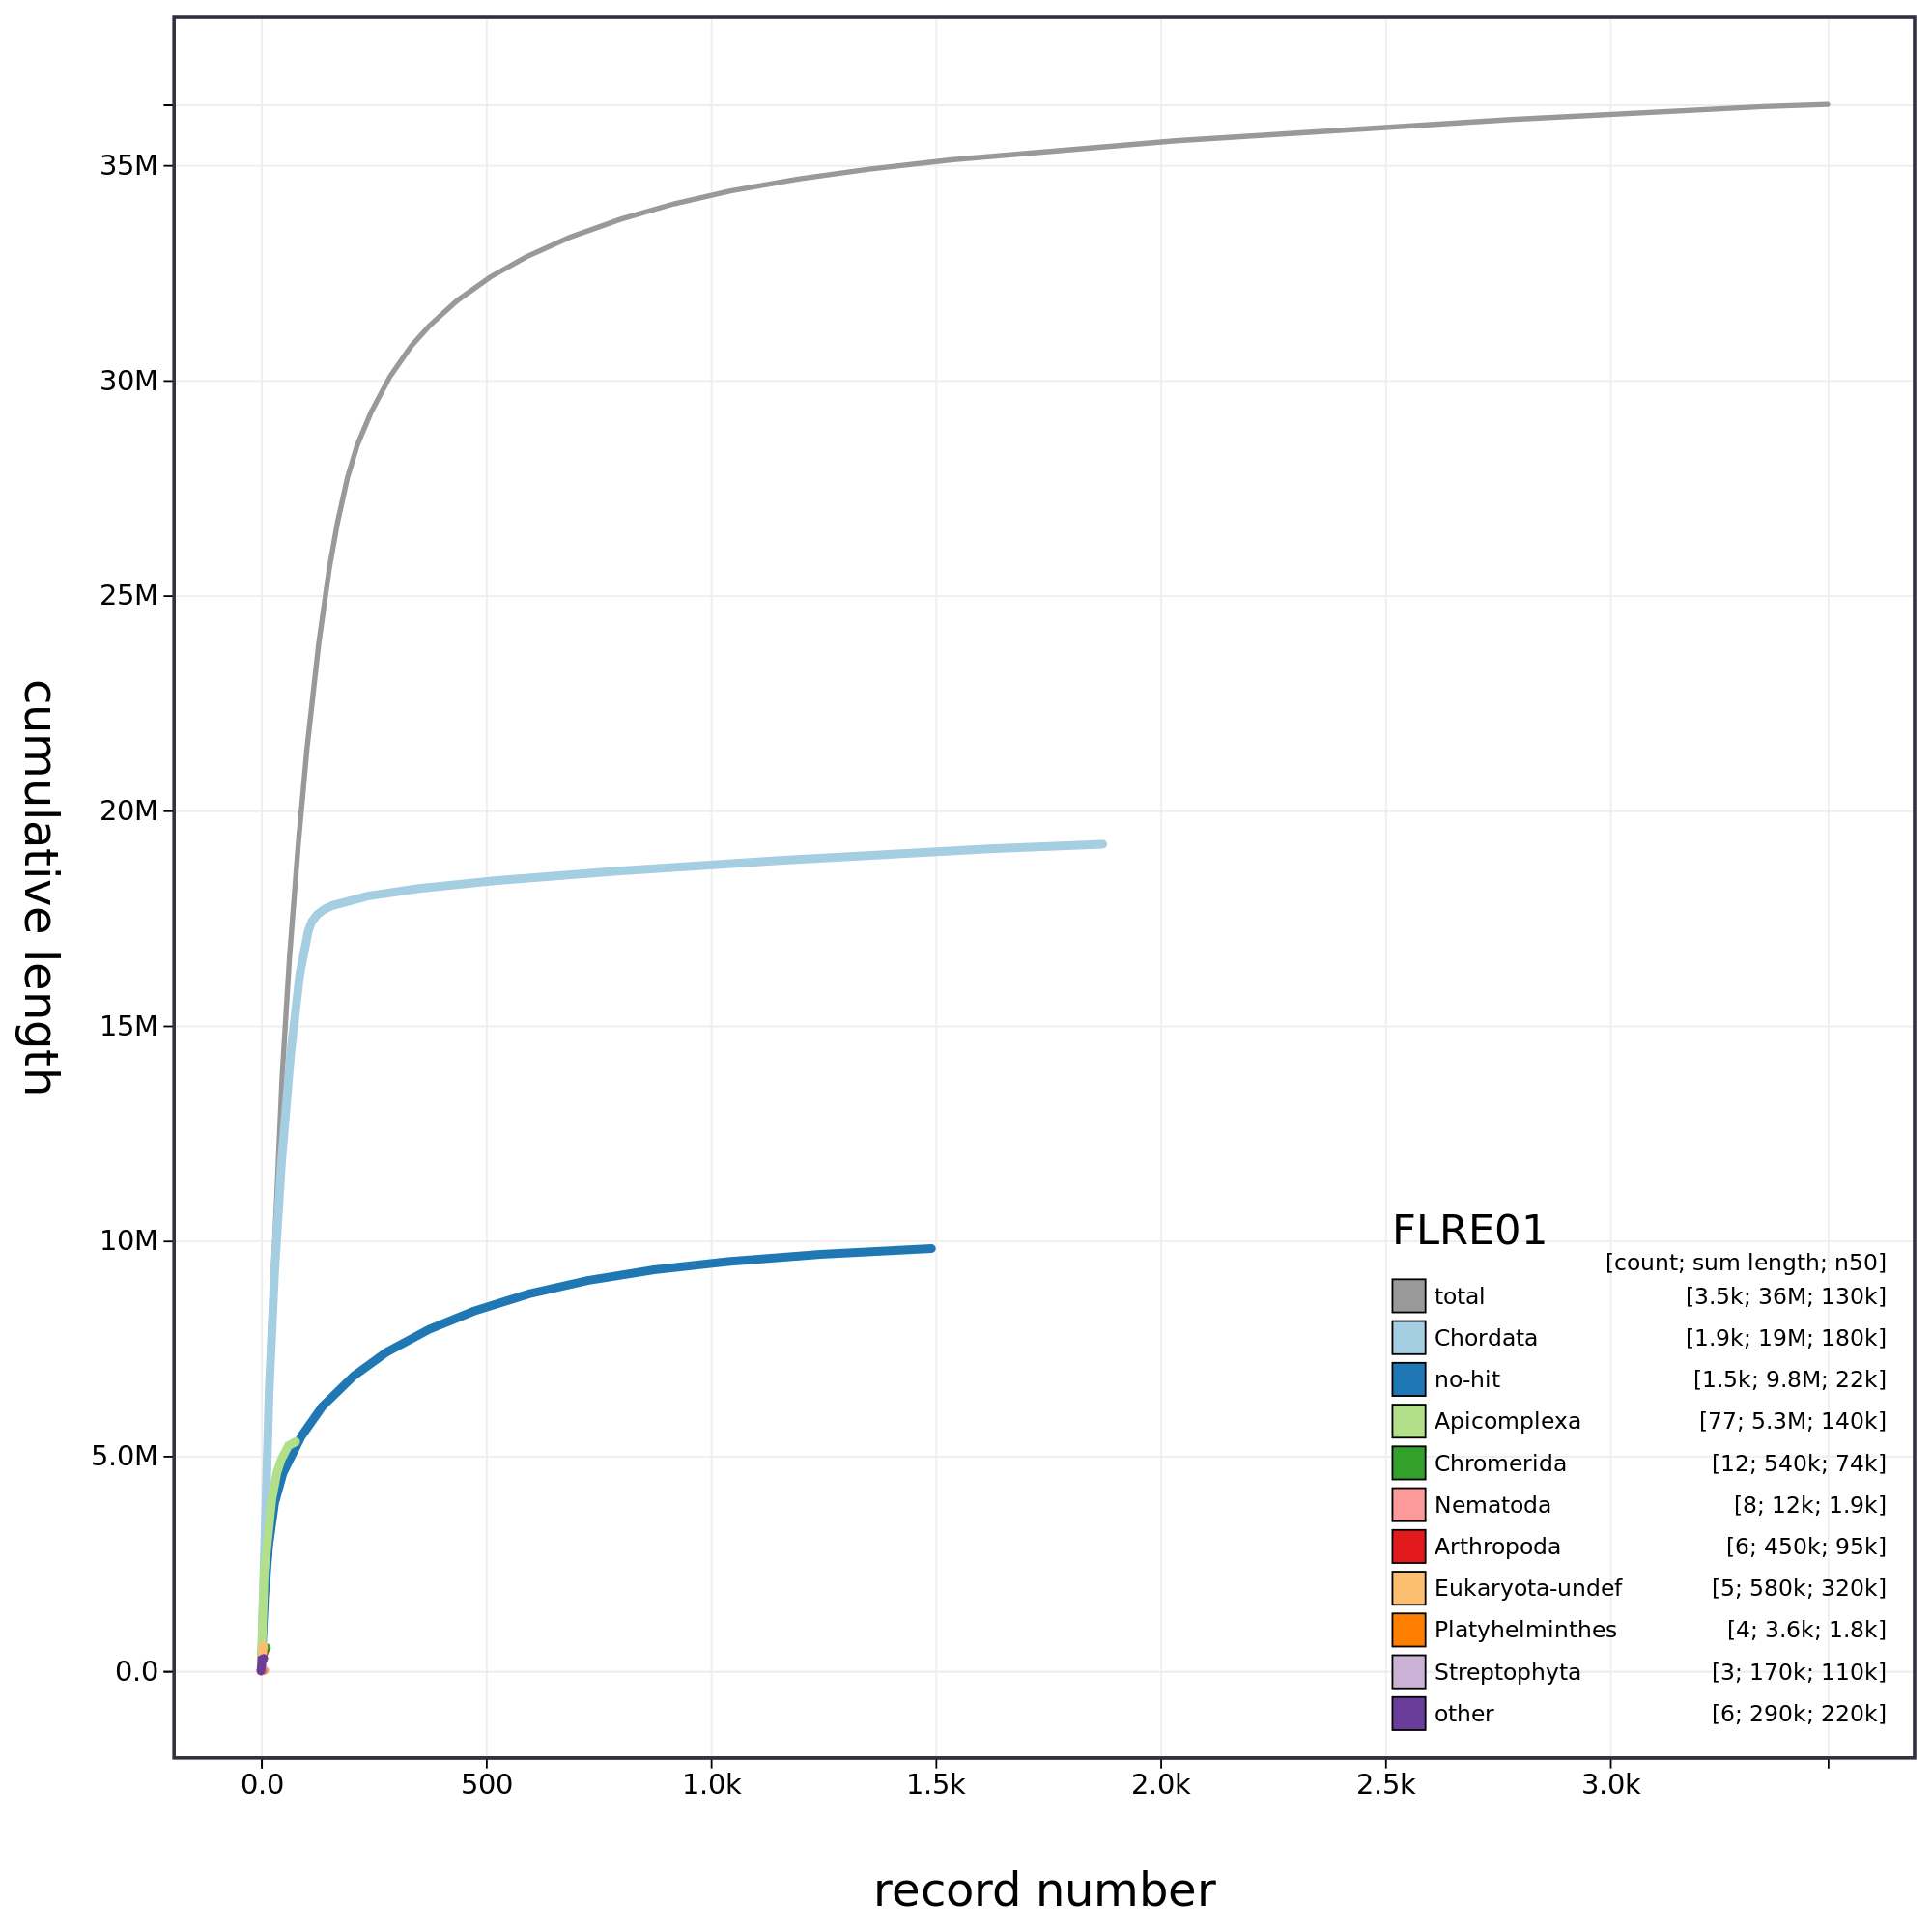 cumulative length
35M
30M
25M
20M
15M
10M
5.0M
0.0
FLRE01
[count; sum length; n50]
total [3.5k; 36M; 130k]
Chordata [1.9k; 19M; 180k]
no-hit [1.5k; 9.8M; 22k]
Apicomplexa [77; 5.3M; 140k]
Chromerida [12; 540k; 74k]
Nematoda [8; 12k; 1.9k]
Arthropoda [6; 450k; 95k]
Eukaryota-undef [5; 580k; 320k]
Platyhelminthes [4; 3.6k; 1.8k]
Streptophyta [3; 170k; 110k]
other [6; 290k; 220k]
0.0 500 1.0k 1.5k 2.0k 2.5k 3.0k
record number